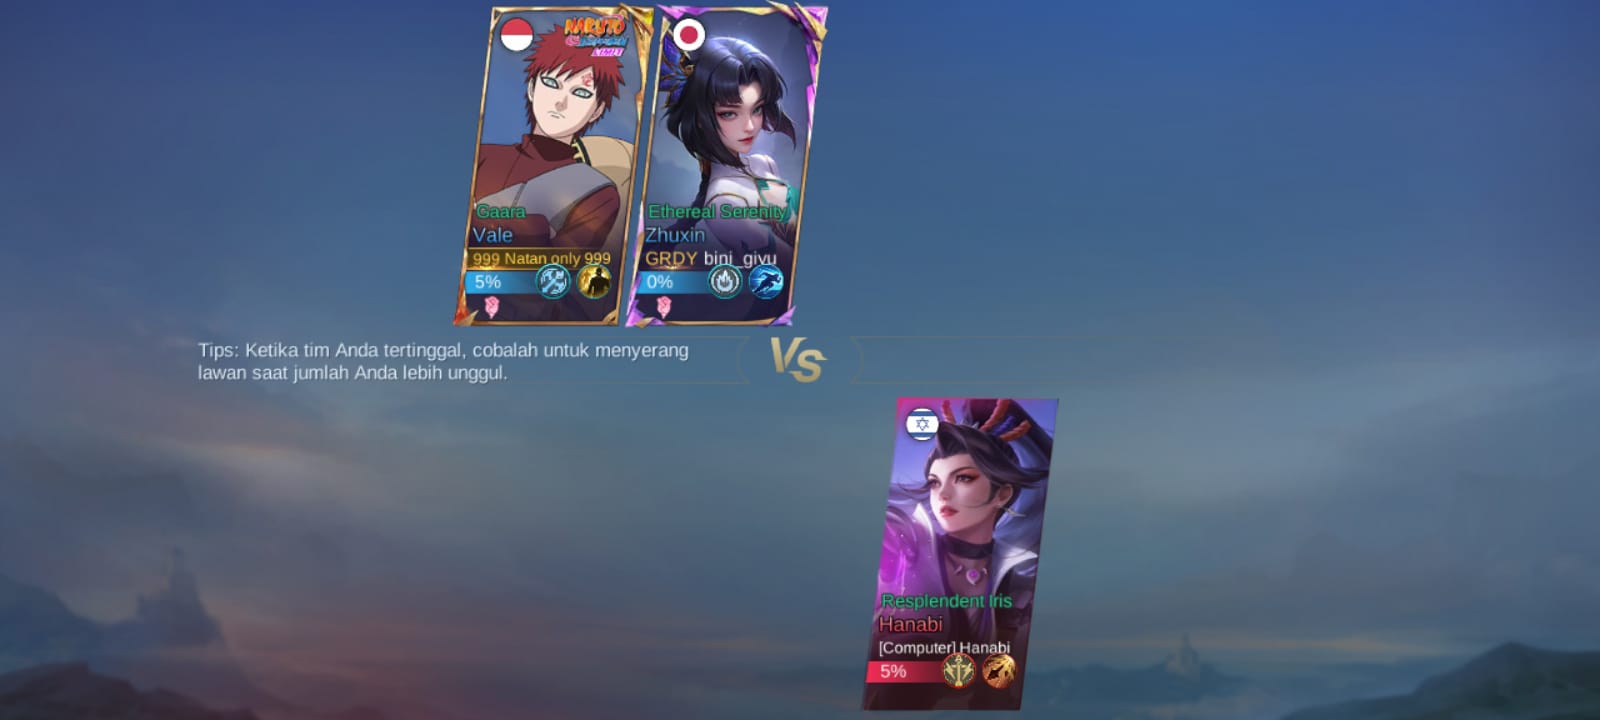 NARUTO
Gaara
Vale
999 Natan only 999
5%
Ethereal Serenity
Zhuxin
GRDY bini_giyu
0%
Tips: Ketika tim Anda tertinggal, cobalah untuk menyerang
lawan saat jumlah Anda lebih unggul.
VS
Resplendent Iris
Hanabi
[Computer] Hanabi
5%